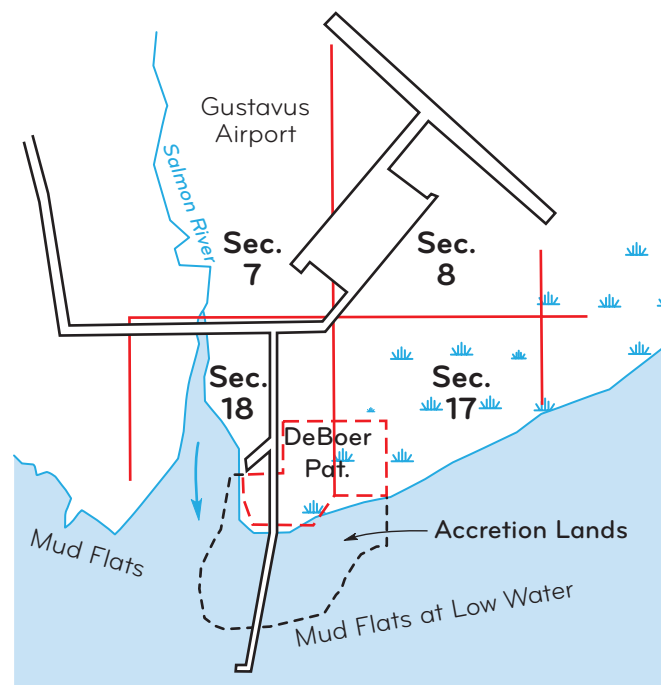 Gustavus
Airport
Salmon River
Sec.
7
Sec.
8
Sec.
18
Sec.
17
DeBoer
Pat.
Accretion Lands
Mud Flats
Mud Flats at Low Water